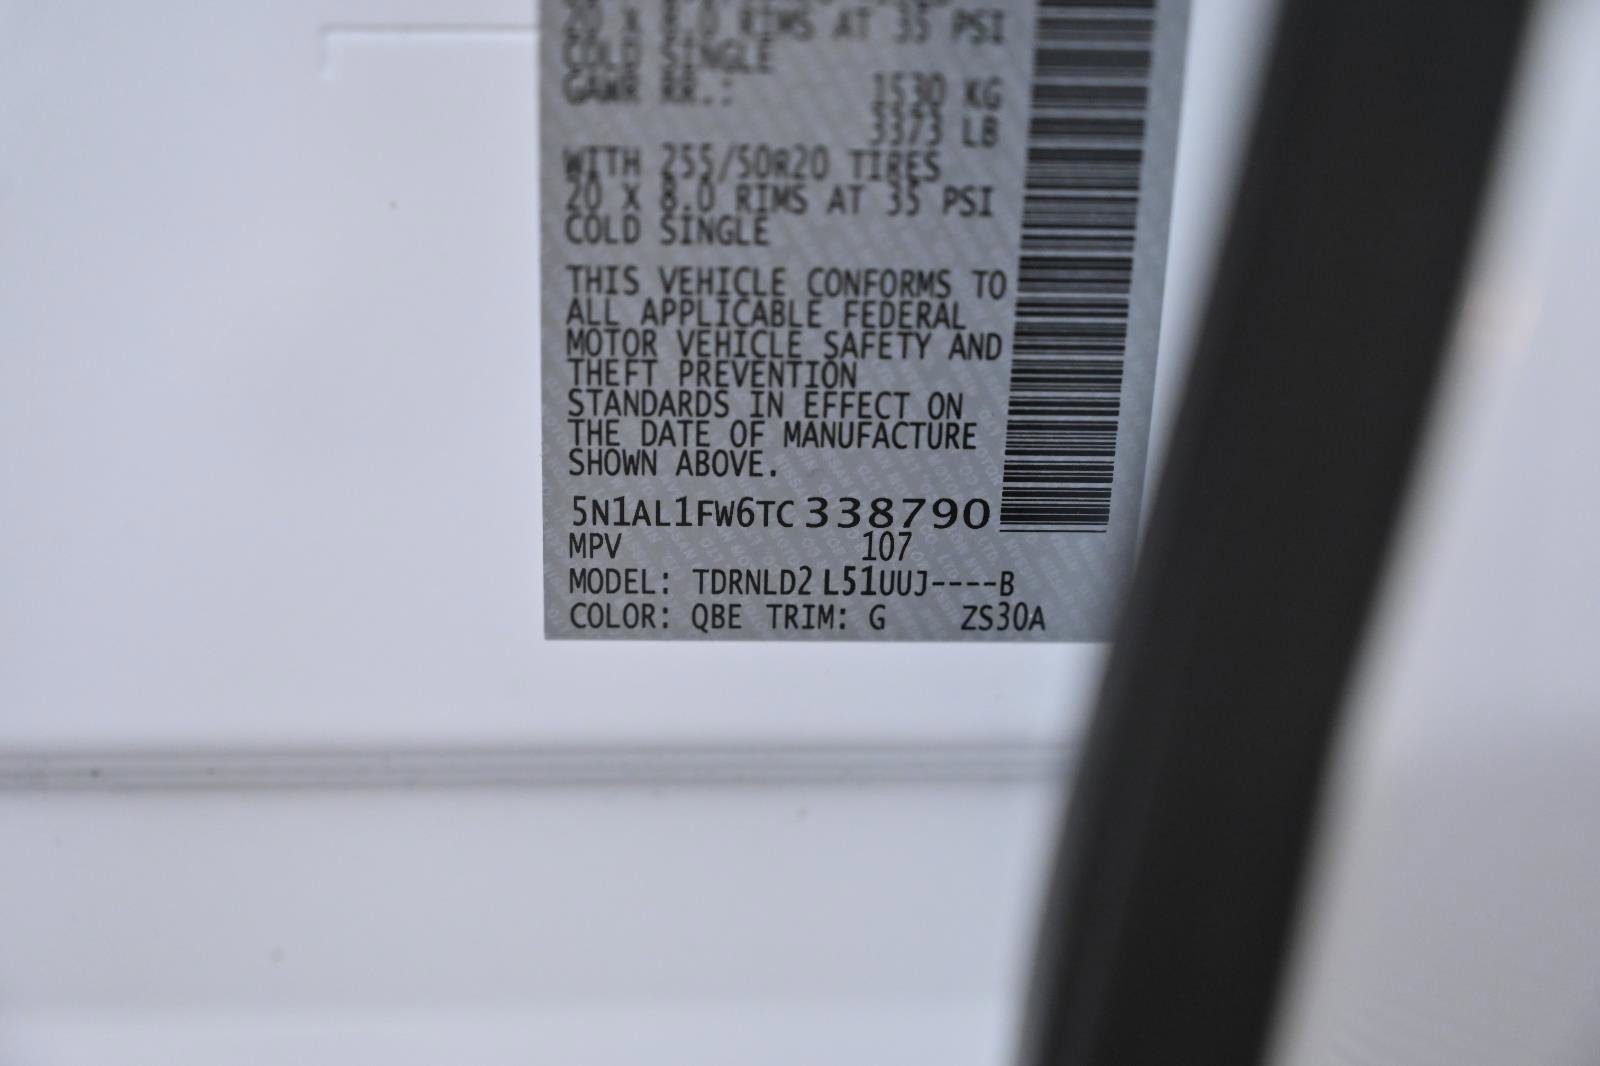 20 X 8.0 RIMS AT 35 PSI
COLD SINGLE
GAWR RR.: 1530 KG
3373 LB
WITH 255/50R20 TIRES
20 X 8.0 RIMS AT 35 PSI
COLD SINGLE
THIS VEHICLE CONFORMS TO
ALL APPLICABLE FEDERAL
MOTOR VEHICLE SAFETY AND
THEFT PREVENTION
STANDARDS IN EFFECT ON
THE DATE OF MANUFACTURE
SHOWN ABOVE.
5N1AL1FW6TC338790
MPV 107
MODEL: TDRNLD2 L51UUJ----B
COLOR: QBE TRIM: G ZS30A